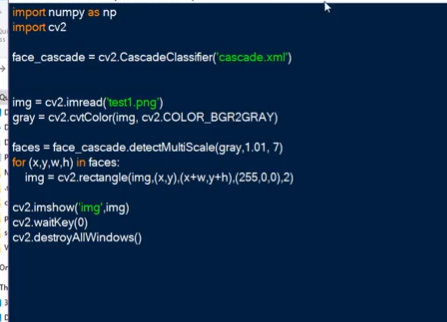 import numpy as np
import cv2
face_cascade = cv2.CascadeClassifier('cascade.xml')
img = cv2.imread('test1.png')
gray = cv2.cvtColor(img, cv2.COLOR_BGR2GRAY)
faces = face_cascade.detectMultiScale(gray,1.01, 7)
for (x,y,w,h) in faces:
    img = cv2.rectangle(img,(x,y),(x+w,y+h),(255,0,0),2)
cv2.imshow('img',img)
cv2.waitKey(0)
cv2.destroyAllWindows()